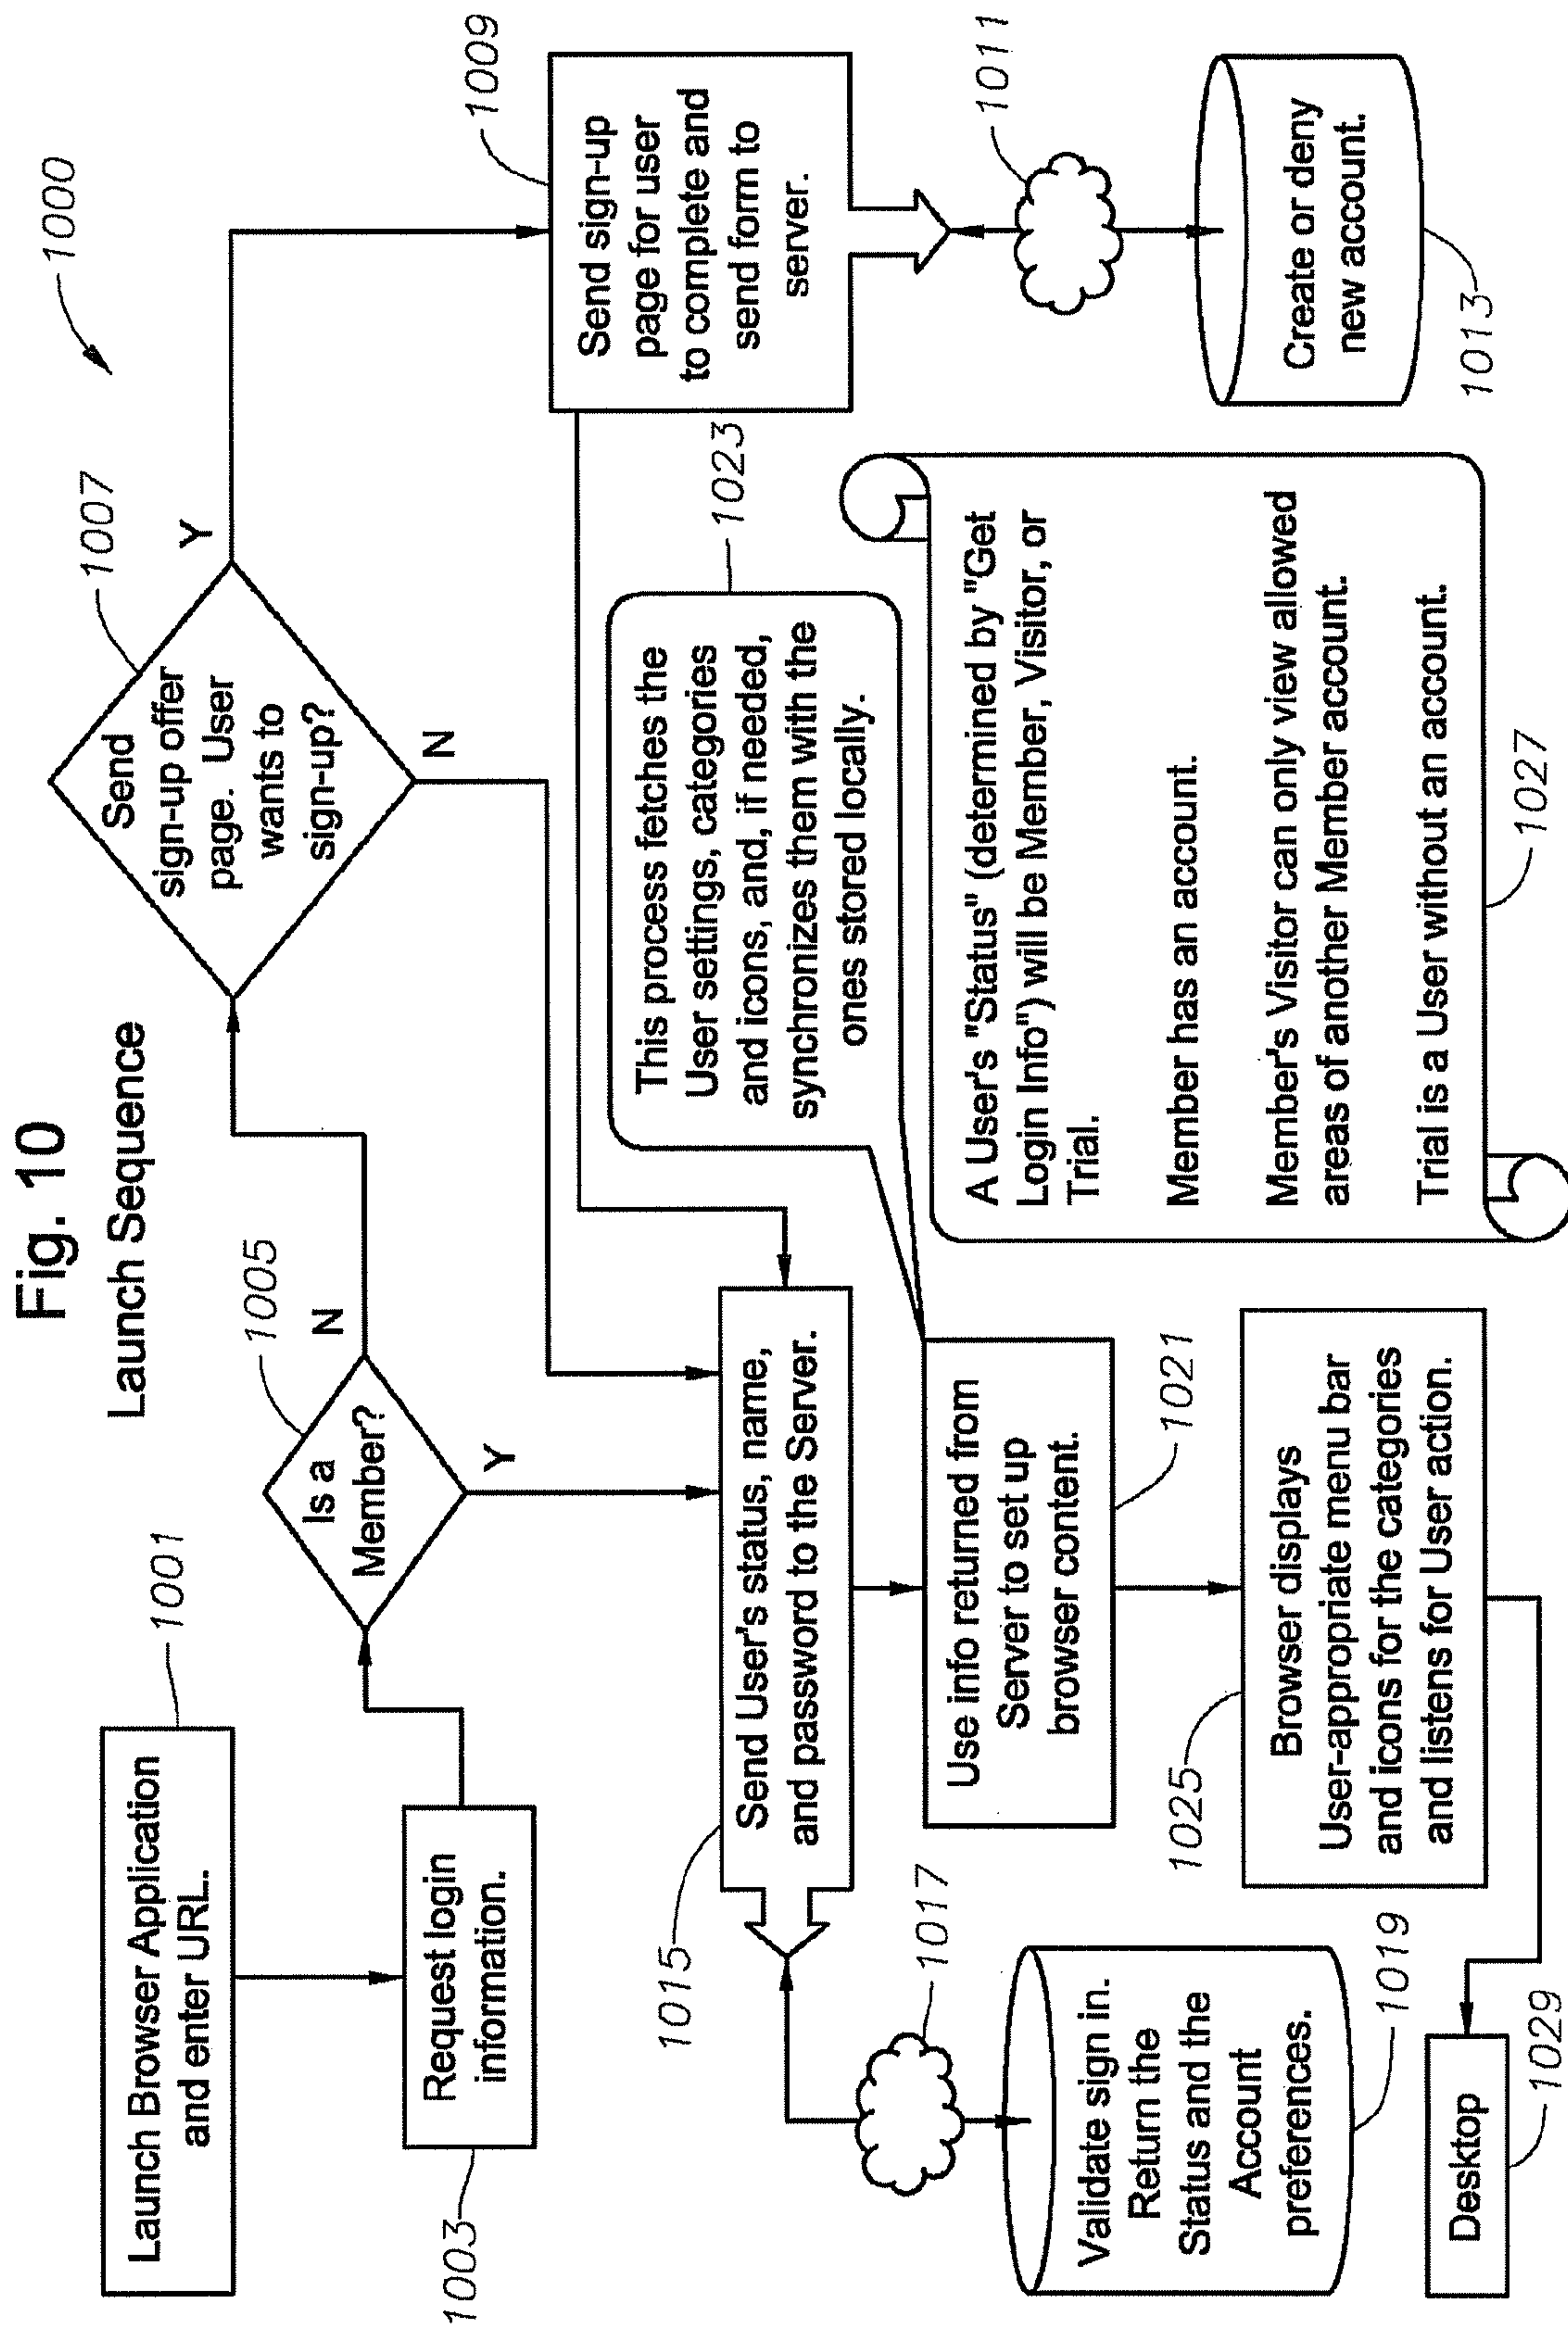 Fig. 10
Launch Sequence
1000
Launch Browser Application
and enter URL.
1001
Request login
information.
1003
Is a
Member?
1005
N
Y
Send
sign-up offer
page. User
wants to
sign-up?
1007
Y
N
Send sign-up
page for user
to complete and
send form to
server.
1009
1011
Create or deny
new account.
1013
Send User's status, name,
and password to the Server.
1015
1017
Validate sign in.
Return the
Status and the
Account
preferences.
1019
Use info returned from
Server to set up
browser content.
1021
This process fetches the
User settings, categories
and icons, and, if needed,
synchronizes them with the
ones stored locally.
1023
Browser displays
User-appropriate menu bar
and icons for the categories
and listens for User action.
1025
A User's "Status" (determined by "Get
Login Info") will be Member, Visitor, or
Trial.
Member has an account.
Member's Visitor can only view allowed
areas of another Member account.
Trial is a User without an account.
1027
Desktop
1029